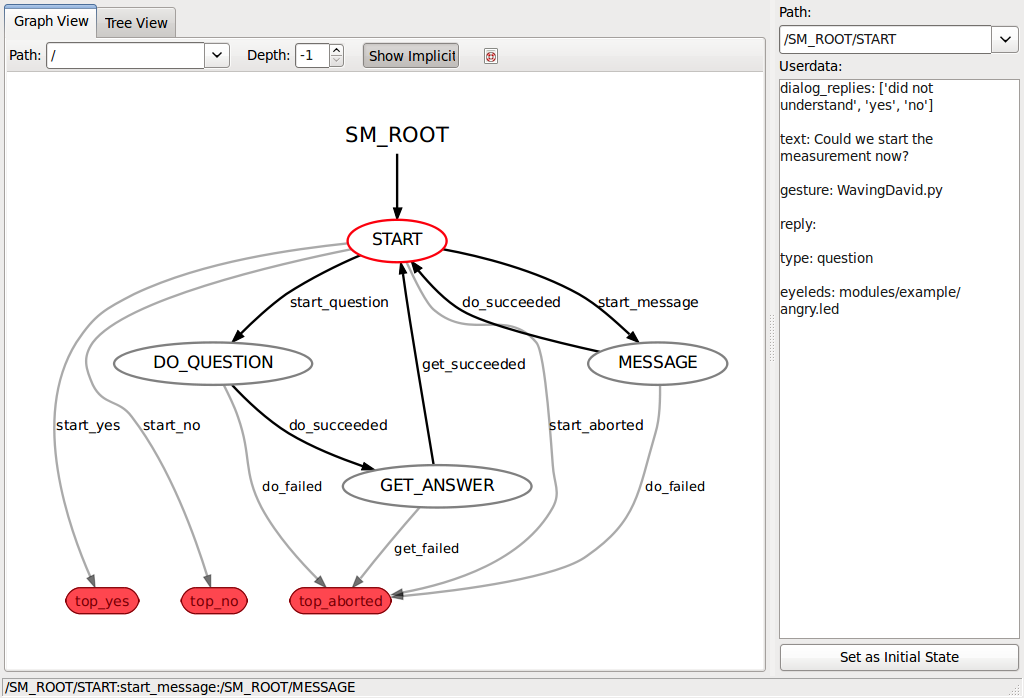 Graph View
Tree View
Path: /
Depth: -1
Show Implicit
SM_ROOT
START
start_question
do_succeeded
start_message
DO_QUESTION
get_succeeded
MESSAGE
start_yes
start_no
do_succeeded
start_aborted
do_failed
GET_ANSWER
do_failed
get_failed
top_yes
top_no
top_aborted
/SM_ROOT/START:start_message:/SM_ROOT/MESSAGE
Path:
/SM_ROOT/START
Userdata:
dialog_replies: ['did not
understand', 'yes', 'no']
text: Could we start the
measurement now?
gesture: WavingDavid.py
reply:
type: question
eyeleds: modules/example/
angry.led
Set as Initial State